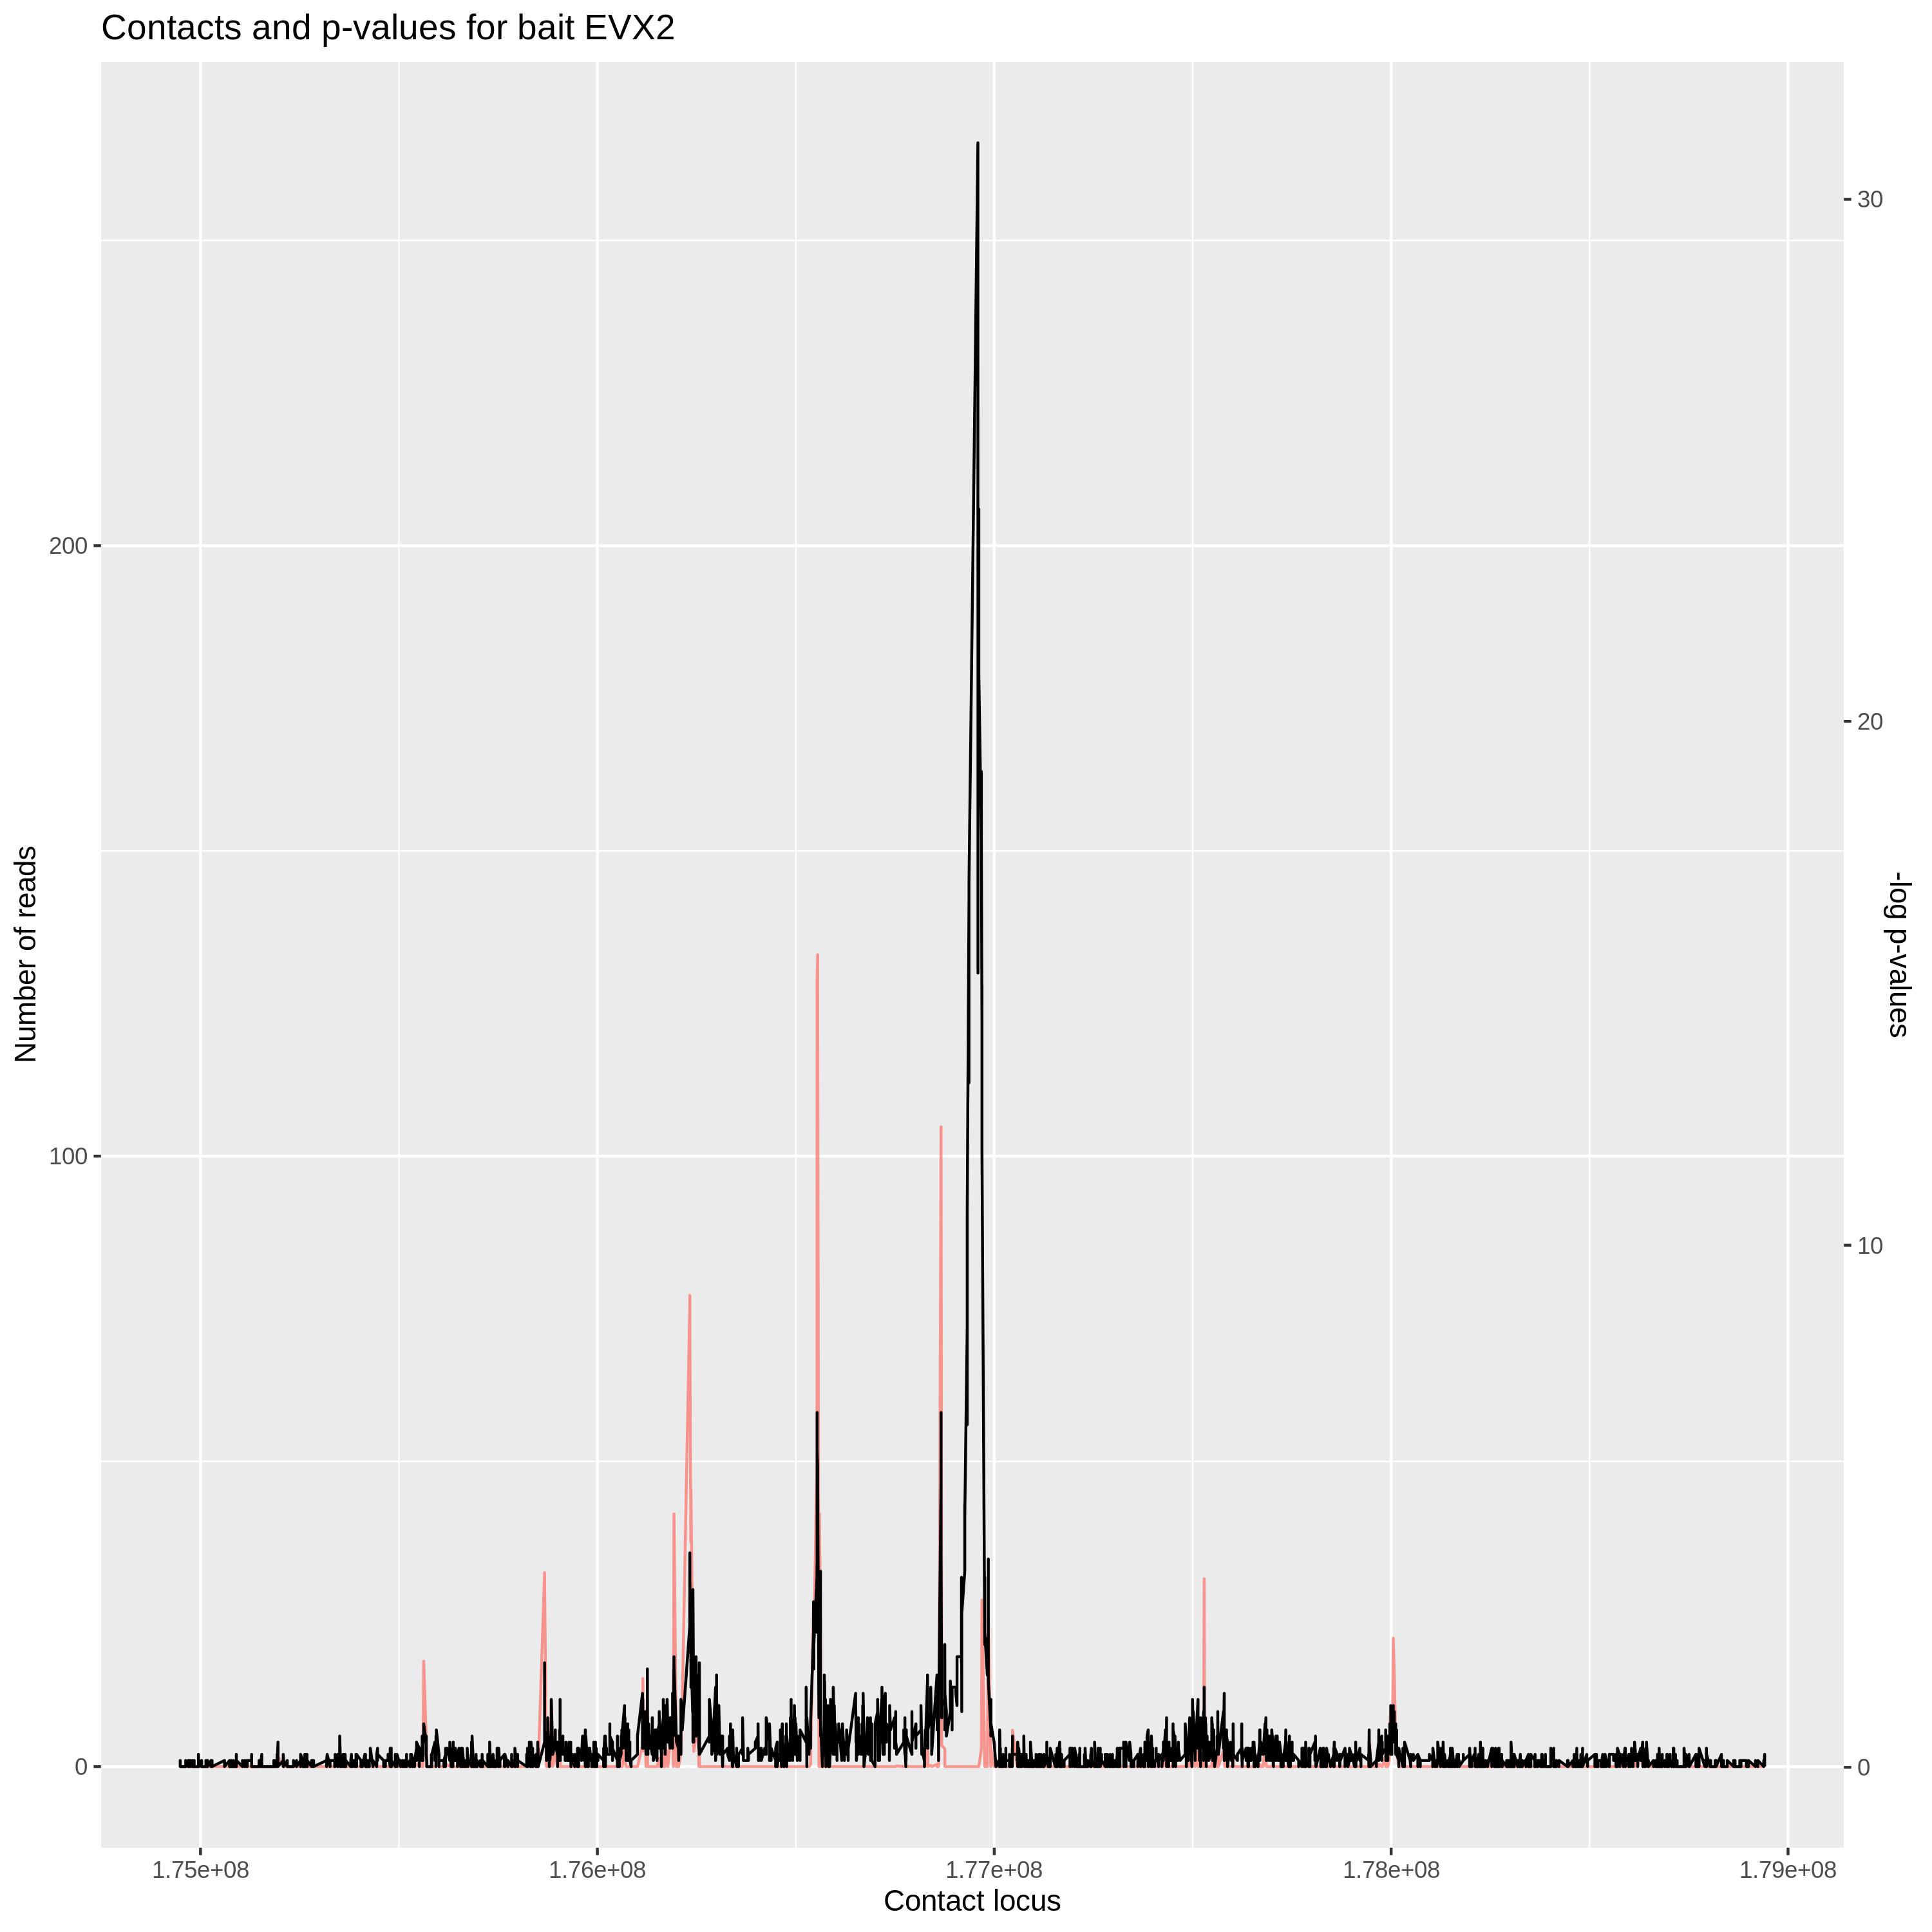 Contacts and p-values for bait EVX2
Number of reads
200
100
0
30
20
10
0
-log p-values
1.75e+08
1.76e+08
1.77e+08
1.78e+08
1.79e+08
Contact locus